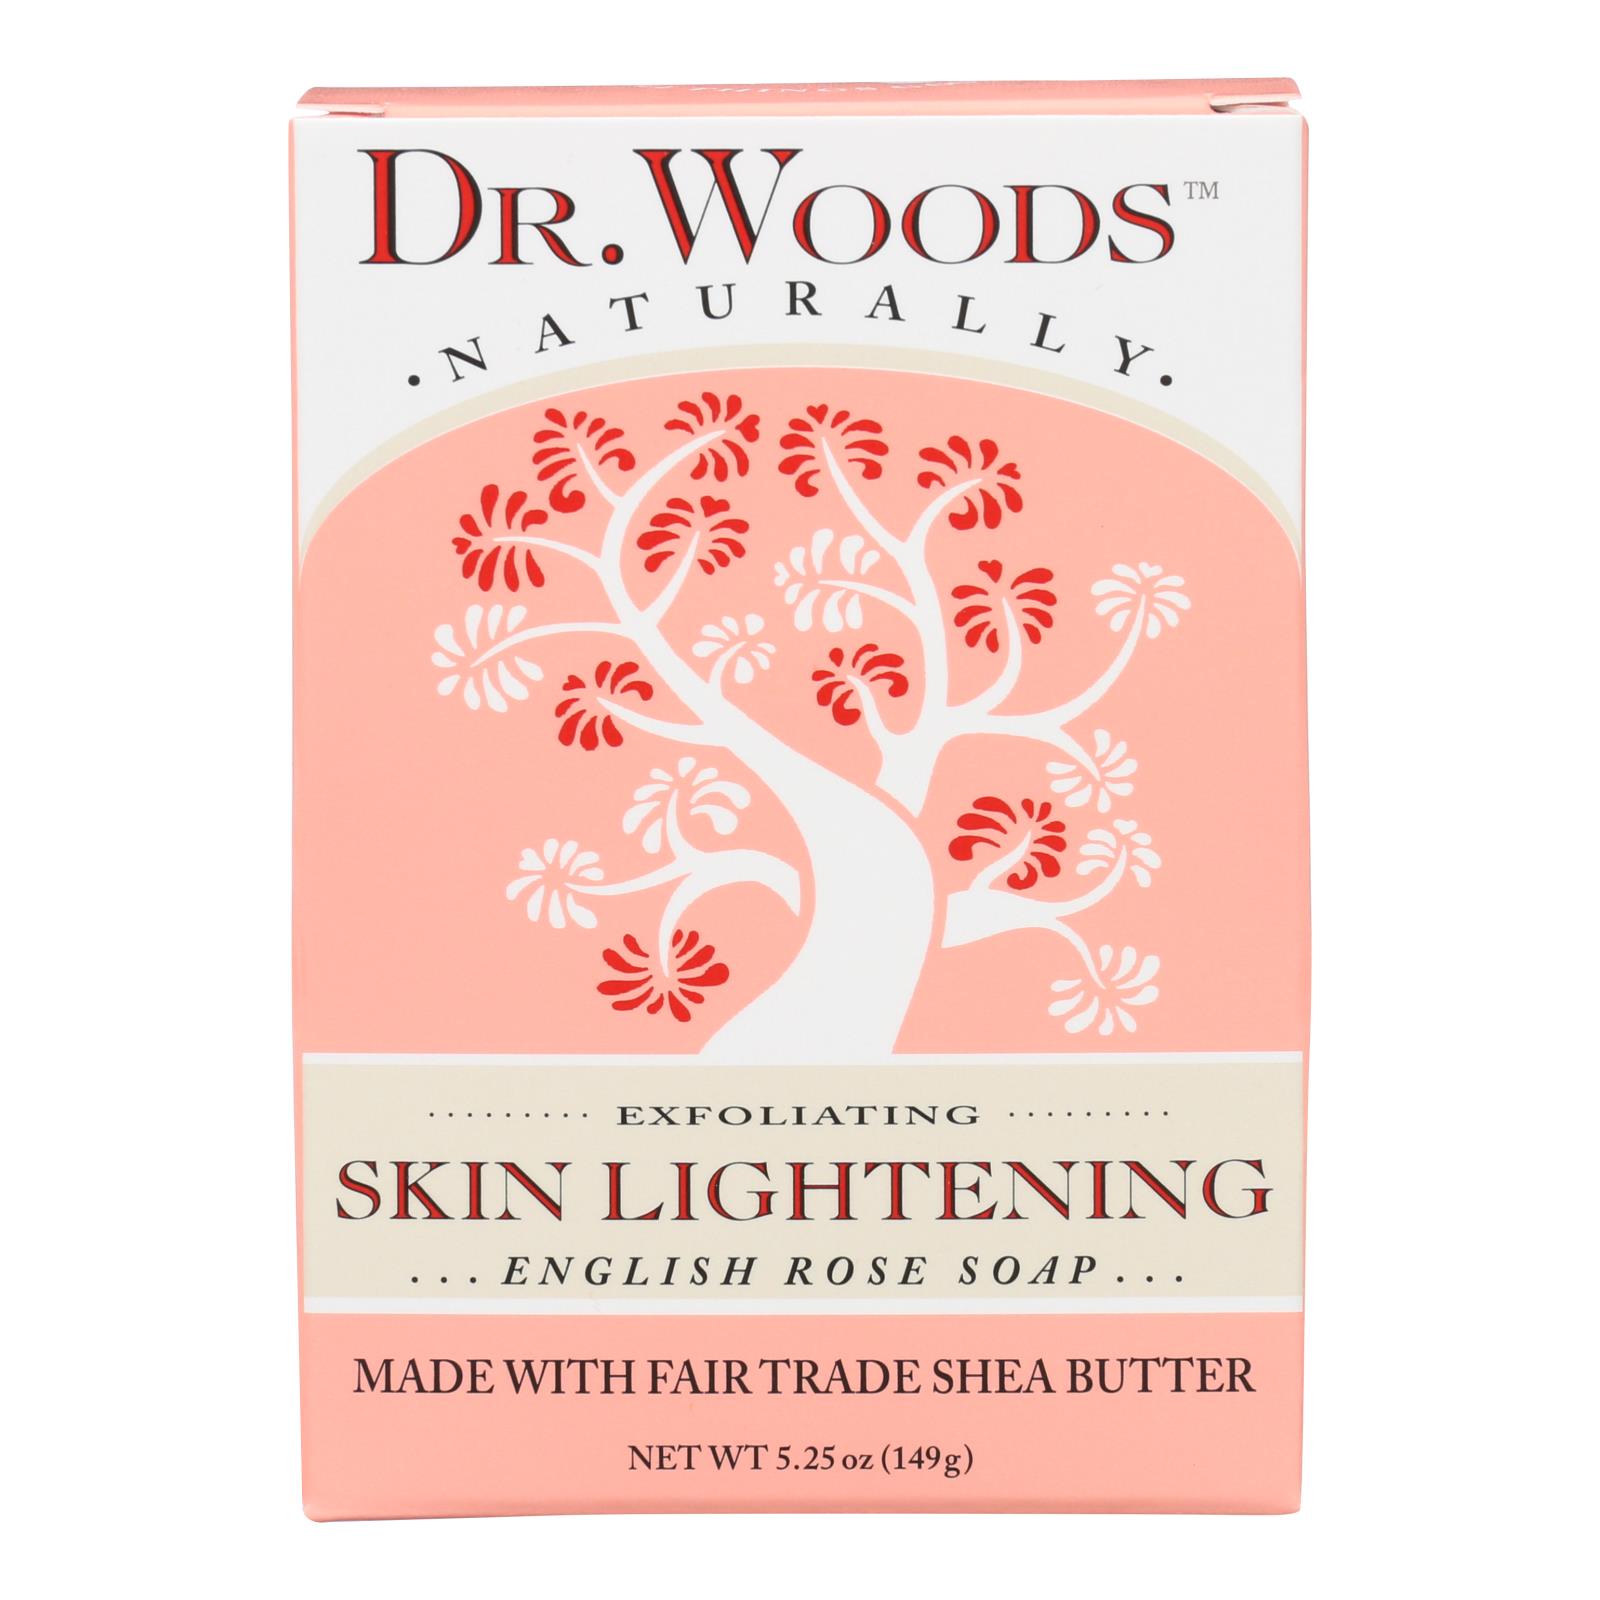 DR. WOODS™
• NATURALLY •
......... EXFOLIATING .........
SKIN LIGHTENING
...ENGLISH ROSE SOAP...
MADE WITH FAIR TRADE SHEA BUTTER
NET WT 5.25 oz (149g)